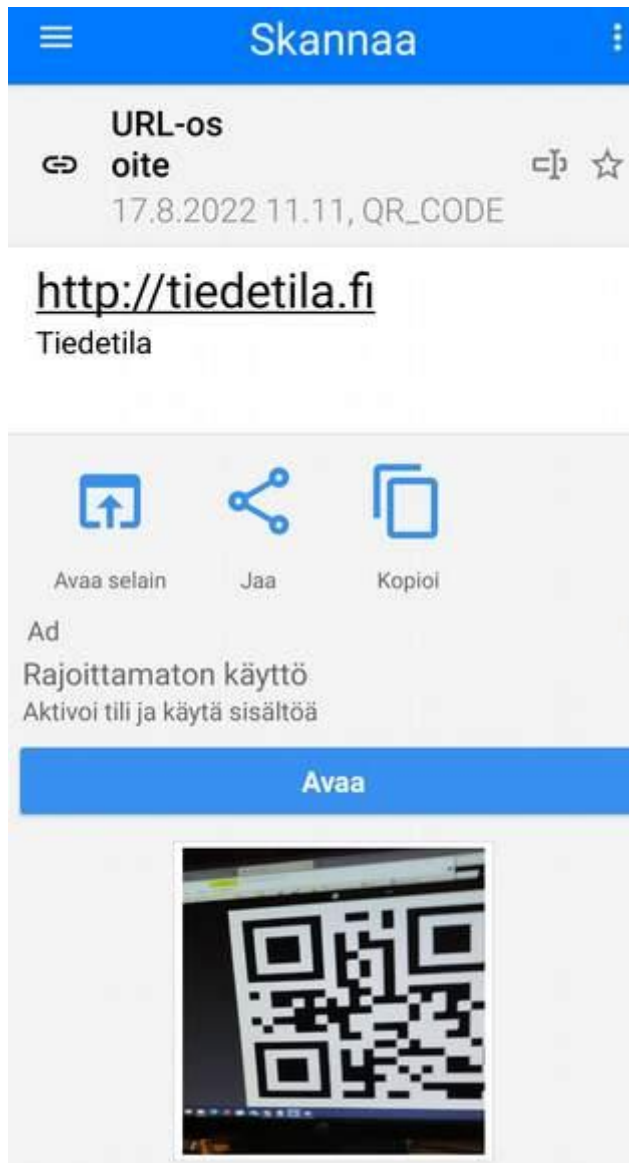 Skannaa
URL-os
oite
17.8.2022 11.11, QR_CODE
http://tiedetila.fi
Tiedetila
Avaa selain
Jaa
Kopioi
Ad
Rajoittamaton käyttö
Aktivoi tili ja käytä sisältöä
Avaa